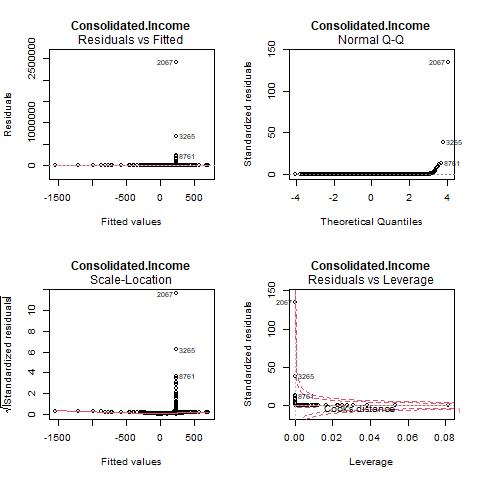 Consolidated.Income
Residuals vs Fitted
Residuals
0
1000000
2500000
2067
3265
8761
-1500
-500
0
500
Fitted values
Consolidated.Income
Normal Q-Q
Standardized residuals
0
50
100
150
2067
3265
8761
-4
-2
0
2
4
Theoretical Quantiles
Consolidated.Income
Scale-Location
√|Standardized residuals|
0
2
4
6
8
10
2067
3265
8761
-1500
-500
0
500
Fitted values
Consolidated.Income
Residuals vs Leverage
Standardized residuals
0
50
100
150
2067
3265
8761
Cook's distance
1
0.00
0.02
0.04
0.06
0.08
Leverage